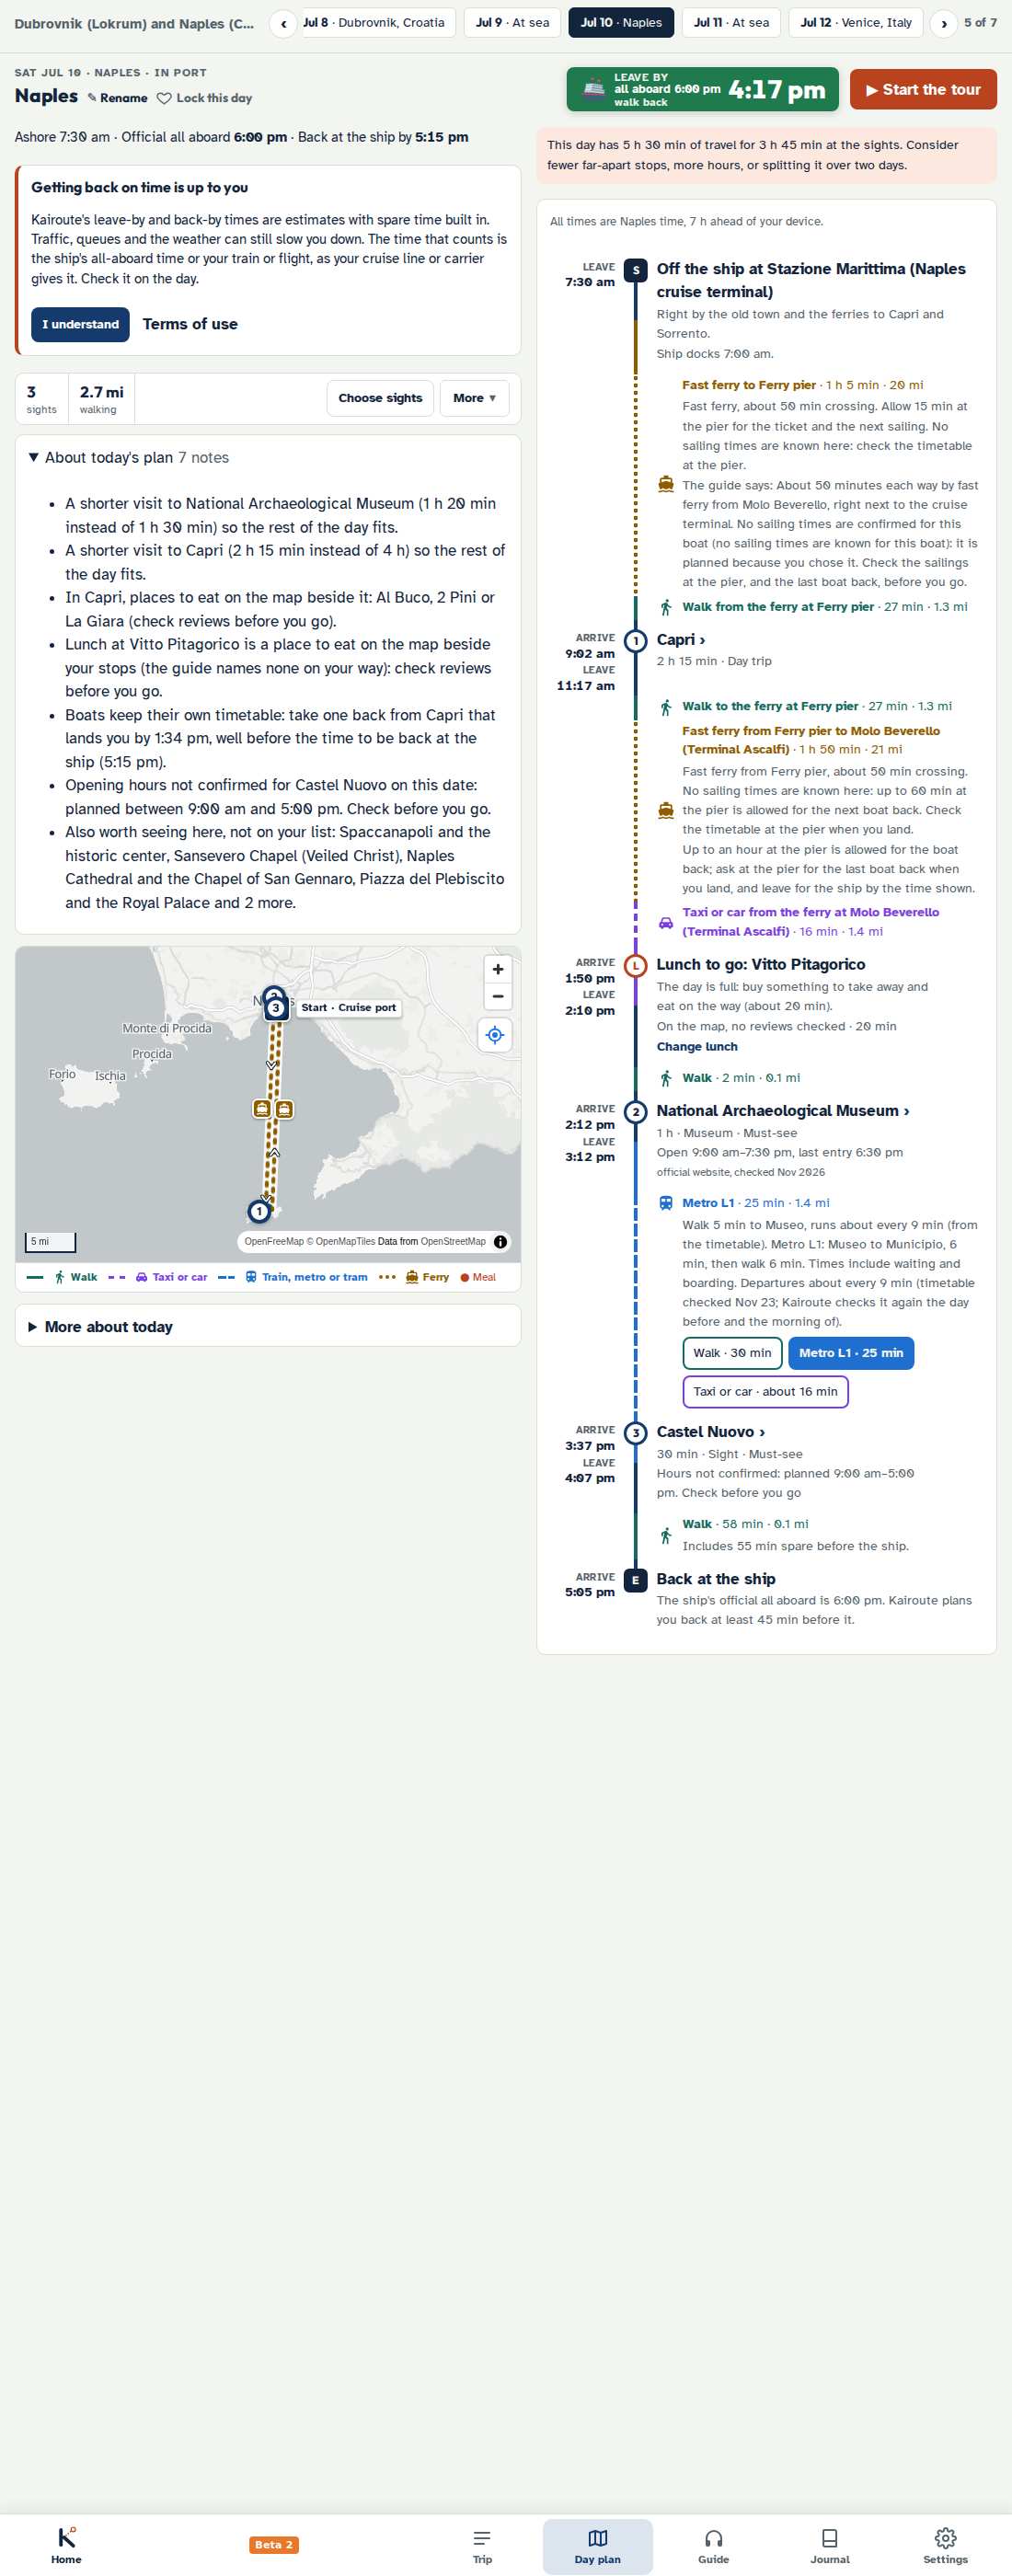 Dubrovnik (Lokrum) and Naples (C...
‹
Jul 8 · Dubrovnik, Croatia
Jul 9 · At sea
Jul 10 · Naples
Jul 11 · At sea
Jul 12 · Venice, Italy
›
5 of 7
SAT JUL 10 · NAPLES · IN PORT
Naples
✎ Rename
Lock this day
LEAVE BY
all aboard 6:00 pm
walk back
4:17 pm
▶ Start the tour
Ashore 7:30 am · Official all aboard 6:00 pm · Back at the ship by 5:15 pm
Getting back on time is up to you
Kairoute's leave-by and back-by times are estimates with spare time built in.
Traffic, queues and the weather can still slow you down. The time that counts is
the ship's all-aboard time or your train or flight, as your cruise line or carrier
gives it. Check it on the day.
I understand
Terms of use
3
sights
2.7 mi
walking
Choose sights
More ▼
▼ About today's plan 7 notes
• A shorter visit to National Archaeological Museum (1 h 20 min
instead of 1 h 30 min) so the rest of the day fits.
• A shorter visit to Capri (2 h 15 min instead of 4 h) so the rest of
the day fits.
• In Capri, places to eat on the map beside it: Al Buco, 2 Pini or
La Giara (check reviews before you go).
• Lunch at Vitto Pitagorico is a place to eat on the map beside
your stops (the guide names none on your way): check reviews
before you go.
• Boats keep their own timetable: take one back from Capri that
lands you by 1:34 pm, well before the time to be back at the
ship (5:15 pm).
• Opening hours not confirmed for Castel Nuovo on this date:
planned between 9:00 am and 5:00 pm. Check before you go.
• Also worth seeing here, not on your list: Spaccanapoli and the
historic center, Sansevero Chapel (Veiled Christ), Naples
Cathedral and the Chapel of San Gennaro, Piazza del Plebiscito
and the Royal Palace and 2 more.
3
Start · Cruise port
Monte di Procida
Procida
Forio
Ischia
1
+
−
5 mi
OpenFreeMap © OpenMapTiles Data from OpenStreetMap
Walk
Taxi or car
Train, metro or tram
Ferry
Meal
▶ More about today
This day has 5 h 30 min of travel for 3 h 45 min at the sights. Consider
fewer far-apart stops, more hours, or splitting it over two days.
All times are Naples time, 7 h ahead of your device.
LEAVE
7:30 am
S
Off the ship at Stazione Marittima (Naples
cruise terminal)
Right by the old town and the ferries to Capri and
Sorrento.
Ship docks 7:00 am.
Fast ferry to Ferry pier · 1 h 5 min · 20 mi
Fast ferry, about 50 min crossing. Allow 15 min at
the pier for the ticket and the next sailing. No
sailing times are known here: check the timetable
at the pier.
The guide says: About 50 minutes each way by fast
ferry from Molo Beverello, right next to the cruise
terminal. No sailing times are confirmed for this
boat (no sailing times are known for this boat): it is
planned because you chose it. Check the sailings
at the pier, and the last boat back, before you go.
Walk from the ferry at Ferry pier · 27 min · 1.3 mi
ARRIVE
9:02 am
LEAVE
11:17 am
1
Capri ›
2 h 15 min · Day trip
Walk to the ferry at Ferry pier · 27 min · 1.3 mi
Fast ferry from Ferry pier to Molo Beverello
(Terminal Ascalfi) · 1 h 50 min · 21 mi
Fast ferry from Ferry pier, about 50 min crossing.
No sailing times are known here: up to 60 min at
the pier is allowed for the next boat back. Check
the timetable at the pier when you land.
Up to an hour at the pier is allowed for the boat
back; ask at the pier for the last boat back when
you land, and leave for the ship by the time shown.
Taxi or car from the ferry at Molo Beverello
(Terminal Ascalfi) · 16 min · 1.4 mi
ARRIVE
1:50 pm
LEAVE
2:10 pm
L
Lunch to go: Vitto Pitagorico
The day is full: buy something to take away and
eat on the way (about 20 min).
On the map, no reviews checked · 20 min
Change lunch
Walk · 2 min · 0.1 mi
ARRIVE
2:12 pm
LEAVE
3:12 pm
2
National Archaeological Museum ›
1 h · Museum · Must-see
Open 9:00 am–7:30 pm, last entry 6:30 pm
official website, checked Nov 2026
Metro L1 · 25 min · 1.4 mi
Walk 5 min to Museo, runs about every 9 min (from
the timetable). Metro L1: Museo to Municipio, 6
min, then walk 6 min. Times include waiting and
boarding. Departures about every 9 min (timetable
checked Nov 23; Kairoute checks it again the day
before and the morning of).
Walk · 30 min
Metro L1 · 25 min
Taxi or car · about 16 min
ARRIVE
3:37 pm
LEAVE
4:07 pm
3
Castel Nuovo ›
30 min · Sight · Must-see
Hours not confirmed: planned 9:00 am–5:00
pm. Check before you go
Walk · 58 min · 0.1 mi
Includes 55 min spare before the ship.
ARRIVE
5:05 pm
E
Back at the ship
The ship's official all aboard is 6:00 pm. Kairoute plans
you back at least 45 min before it.
Home
Beta 2
Trip
Day plan
Guide
Journal
Settings